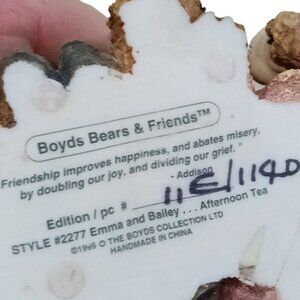 Boyds Bears & Friends™
"Friendship improves happiness, and abates misery,
by doubling our joy, and dividing our grief."
- Addison
Edition / pc # 11E/1140
STYLE #2277 Emma and Bailey ... Afternoon Tea
©1995 THE BOYDS COLLECTION LTD
HANDMADE IN CHINA